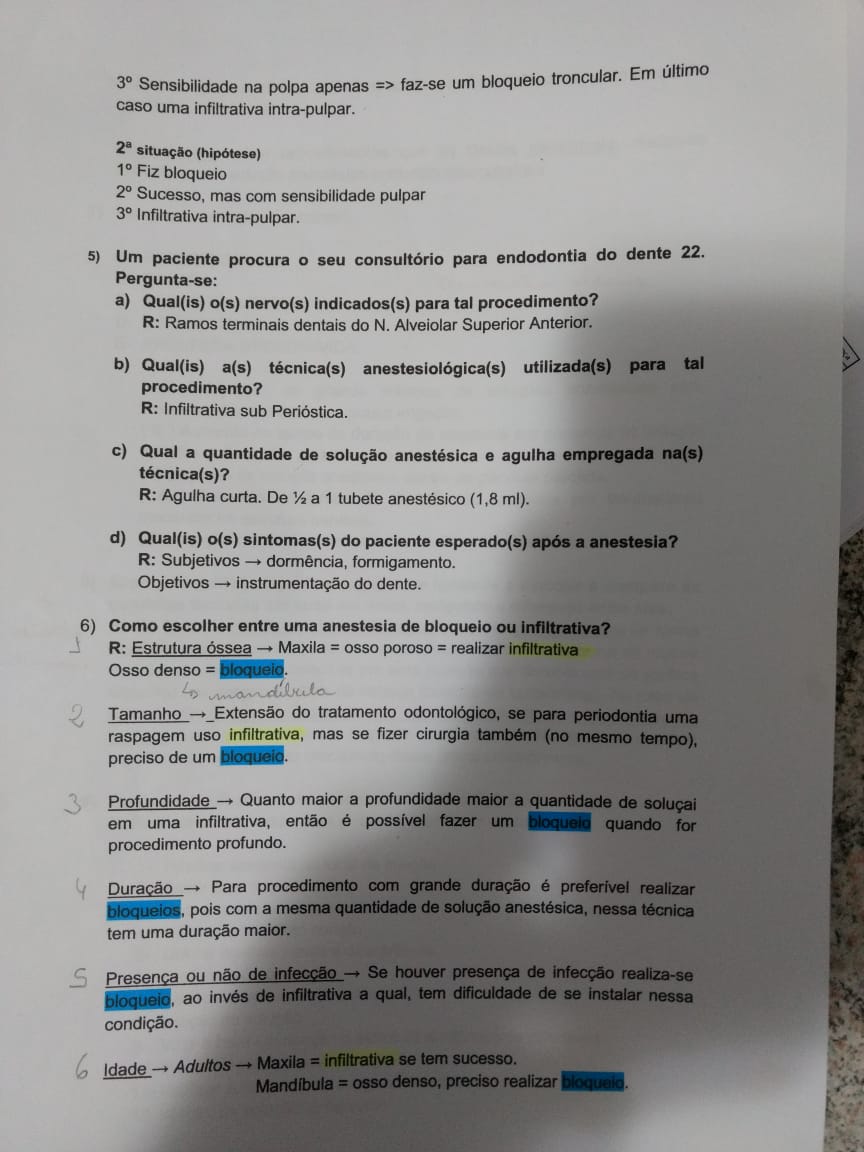 3º Sensibilidade na polpa apenas => faz-se um bloqueio troncular. Em último
caso uma infiltrativa intra-pulpar.
2ª situação (hipótese)
1º Fiz bloqueio
2º Sucesso, mas com sensibilidade pulpar
3º Infiltrativa intra-pulpar.
5) Um paciente procura o seu consultório para endodontia do dente 22.
Pergunta-se:
a) Qual(is) o(s) nervo(s) indicados(s) para tal procedimento?
R: Ramos terminais dentais do N. Alveiolar Superior Anterior.
b) Qual(is) a(s) técnica(s) anestesiológica(s) utilizada(s) para tal
procedimento?
R: Infiltrativa sub Perióstica.
c) Qual a quantidade de solução anestésica e agulha empregada na(s)
técnica(s)?
R: Agulha curta. De ½ a 1 tubete anestésico (1,8 ml).
d) Qual(is) o(s) sintomas(s) do paciente esperado(s) após a anestesia?
R: Subjetivos → dormência, formigamento.
Objetivos → instrumentação do dente.
6) Como escolher entre uma anestesia de bloqueio ou infiltrativa?
1 R: Estrutura óssea → Maxila = osso poroso = realizar infiltrativa
Osso denso = bloqueio.
↳ mandíbula
2 Tamanho → Extensão do tratamento odontológico, se para periodontia uma
raspagem uso infiltrativa, mas se fizer cirurgia também (no mesmo tempo),
preciso de um bloqueio.
3 Profundidade → Quanto maior a profundidade maior a quantidade de soluçai
em uma infiltrativa, então é possível fazer um bloqueio quando for
procedimento profundo.
4 Duração → Para procedimento com grande duração é preferível realizar
bloqueios, pois com a mesma quantidade de solução anestésica, nessa técnica
tem uma duração maior.
5 Presença ou não de infecção → Se houver presença de infecção realiza-se
bloqueio, ao invés de infiltrativa a qual, tem dificuldade de se instalar nessa
condição.
6 Idade → Adultos → Maxila = infiltrativa se tem sucesso.
Mandíbula = osso denso, preciso realizar bloqueio.